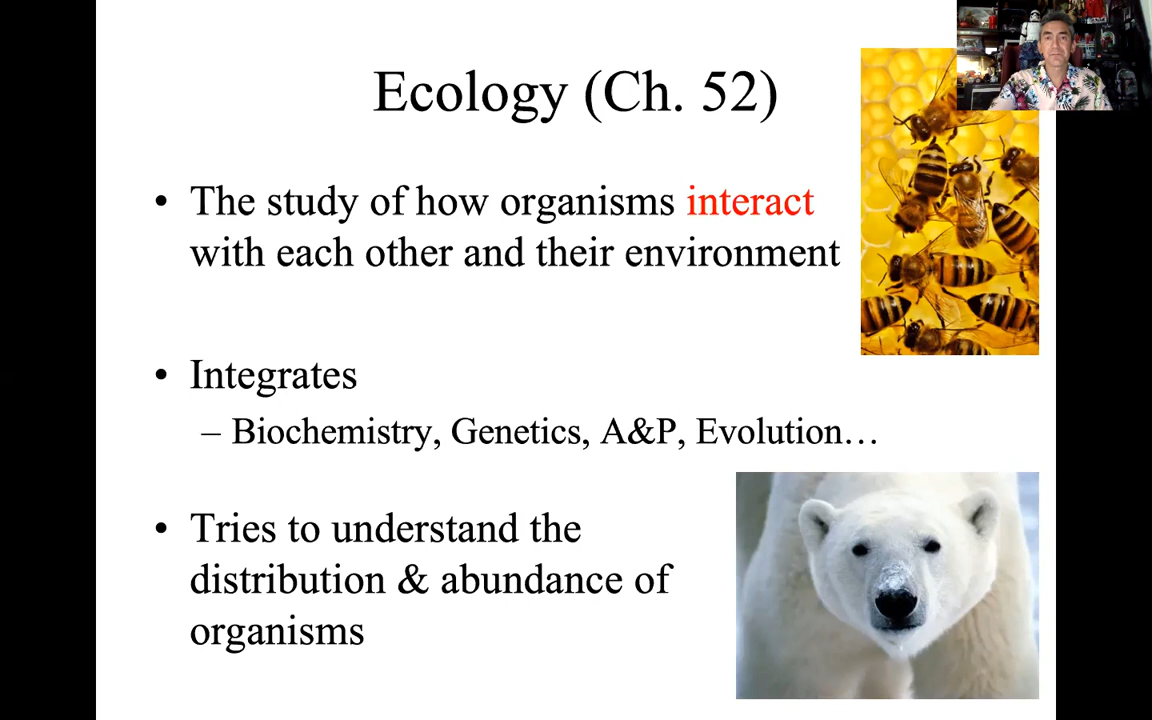 Ecology (Ch. 52)
• The study of how organisms interact
with each other and their environment
• Integrates
– Biochemistry, Genetics, A&P, Evolution…
• Tries to understand the
distribution & abundance of
organisms